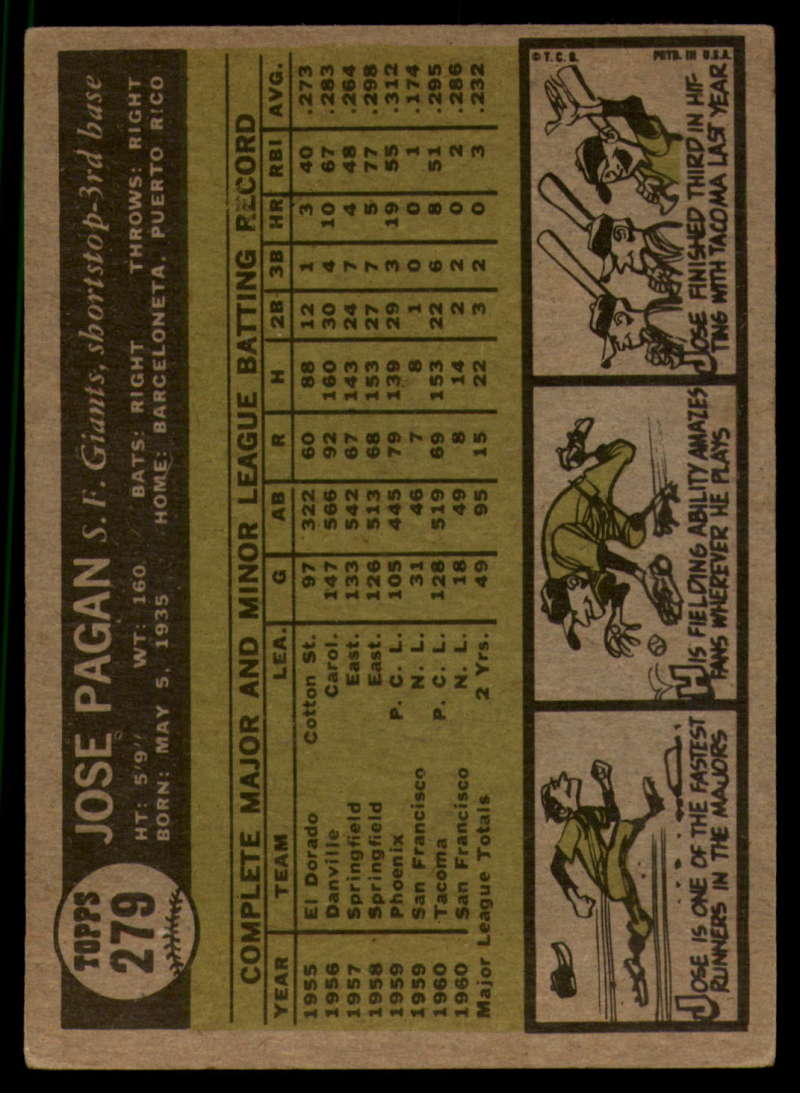 TOPPS
279
JOSE PAGAN S. F. Giants, shortstop-3rd base
HT: 5'9" WT: 160 BATS: RIGHT THROWS: RIGHT
BORN: MAY 5, 1935 HOME: BARCELONETA, PUERTO RICO
COMPLETE MAJOR AND MINOR LEAGUE BATTING RECORD
YEAR TEAM LEA. G AB R H 2B 3B HR RBI AVG.
1955 El Dorado Cotton St. 97 322 60 88 12 1 3 40 .273
1956 Danville Carol. 147 566 92 160 30 4 10 67 .283
1957 Springfield East. 133 542 67 143 24 7 4 48 .264
1958 Springfield East. 126 513 68 153 27 7 5 77 .298
1959 Phoenix P. C. L. 105 445 79 139 29 3 19 55 .312
1959 San Francisco N. L. 31 46 7 8 1 0 0 1 .174
1960 Tacoma P. C. L. 128 519 69 153 22 6 8 51 .295
1960 San Francisco N. L. 18 49 8 14 2 2 0 2 .286
Major League Totals 2 Yrs. 49 95 15 22 3 2 0 3 .232
JOSE IS ONE OF THE FASTEST
RUNNERS IN THE MAJORS
HIS FIELDING ABILITY AMAZES
FANS WHEREVER HE PLAYS
© T. C. G. PRTD. IN U.S.A.
JOSE FINISHED THIRD IN HIT-
TING WITH TACOMA LAST YEAR